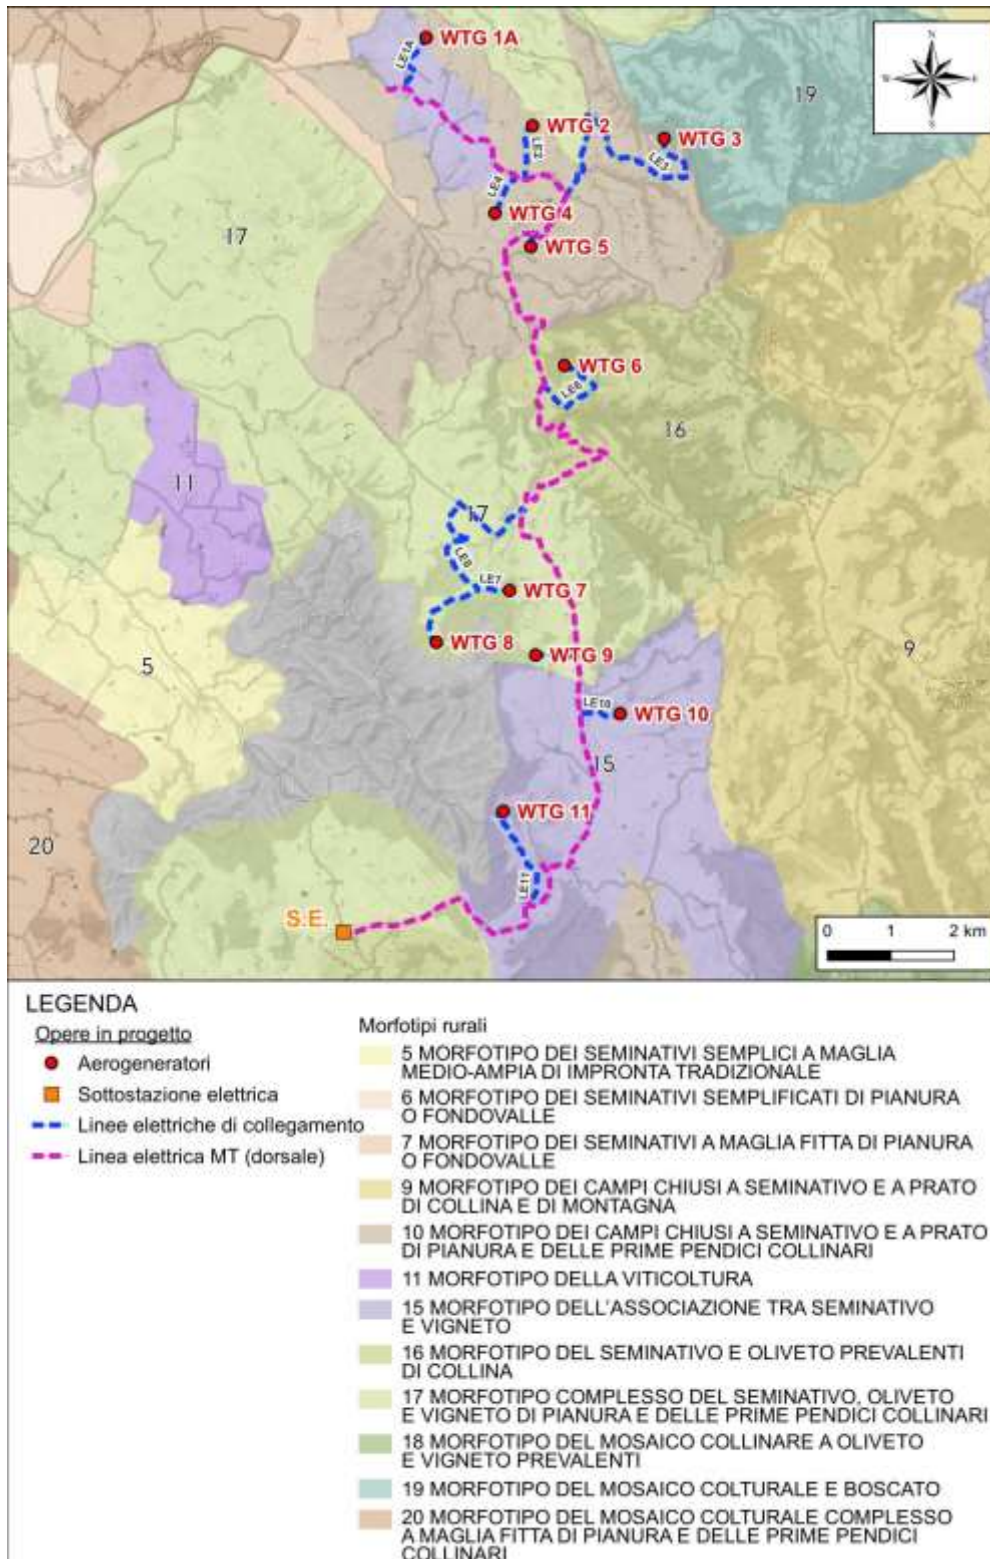 WTG 1A
LE1A
N
W
E
S
19
WTG 2
LE2
WTG 3
LE3
LE4
WTG 4
17
WTG 5
WTG 6
LE6
16
11
17
LE7
WTG 7
WTG 8
WTG 9
5
9
LE10
WTG 10
15
WTG 11
20
LE11
S.E.
0 1 2 km
LEGENDA
Opere in progetto
Aerogeneratori
Sottostazione elettrica
Linee elettriche di collegamento
Linea elettrica MT (dorsale)
Morfotipi rurali
5 MORFOTIPO DEI SEMINATIVI SEMPLICI A MAGLIA
MEDIO-AMPIA DI IMPRONTA TRADIZIONALE
6 MORFOTIPO DEI SEMINATIVI SEMPLIFICATI DI PIANURA
O FONDOVALLE
7 MORFOTIPO DEI SEMINATIVI A MAGLIA FITTA DI PIANURA
O FONDOVALLE
9 MORFOTIPO DEI CAMPI CHIUSI A SEMINATIVO E A PRATO
DI COLLINA E DI MONTAGNA
10 MORFOTIPO DEI CAMPI CHIUSI A SEMINATIVO E A PRATO
DI PIANURA E DELLE PRIME PENDICI COLLINARI
11 MORFOTIPO DELLA VITICOLTURA
15 MORFOTIPO DELL'ASSOCIAZIONE TRA SEMINATIVO
E VIGNETO
16 MORFOTIPO DEL SEMINATIVO E OLIVETO PREVALENTI
DI COLLINA
17 MORFOTIPO COMPLESSO DEL SEMINATIVO, OLIVETO
E VIGNETO DI PIANURA E DELLE PRIME PENDICI COLLINARI
18 MORFOTIPO DEL MOSAICO COLLINARE A OLIVETO
E VIGNETO PREVALENTI
19 MORFOTIPO DEL MOSAICO COLTURALE E BOSCATO
20 MORFOTIPO DEL MOSAICO COLTURALE COMPLESSO
A MAGLIA FITTA DI PIANURA E DELLE PRIME PENDICI
COLLINARI